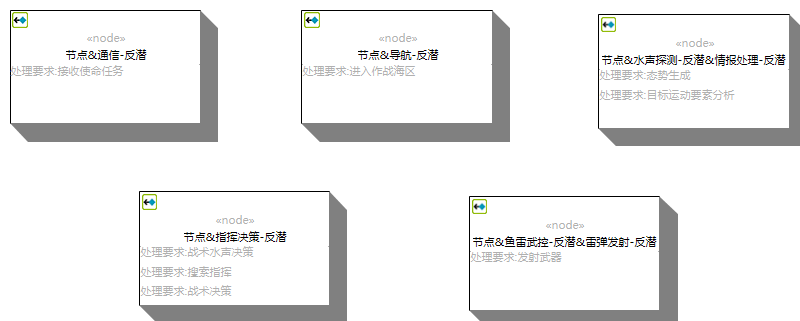 «node»
节点&通信-反潜
处理要求:接收使命任务
«node»
节点&导航-反潜
处理要求:进入作战海区
«node»
节点&水声探测-反潜&情报处理-反潜
处理要求:态势生成
处理要求:目标运动要素分析
«node»
节点&指挥决策-反潜
处理要求:战术水声决策
处理要求:搜索指挥
处理要求:战术决策
«node»
节点&鱼雷武控-反潜&雷弹发射-反潜
处理要求:发射武器